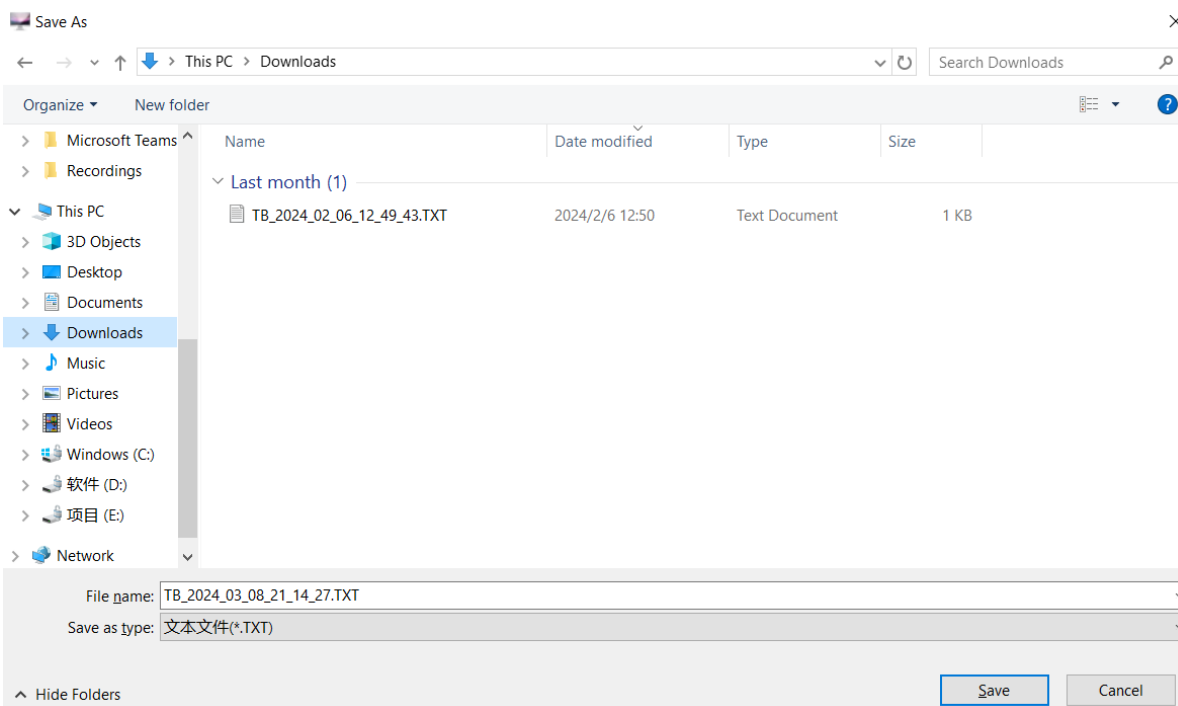 Save As
This PC > Downloads
Search Downloads
Organize
New folder
?
Microsoft Teams
Recordings
This PC
3D Objects
Desktop
Documents
Downloads
Music
Pictures
Videos
Windows (C:)
软件 (D:)
项目 (E:)
Network
Name Date modified Type Size
Last month (1)
TB_2024_02_06_12_49_43.TXT 2024/2/6 12:50 Text Document 1 KB
File name: TB_2024_03_08_21_14_27.TXT
Save as type: 文本文件(*.TXT)
Hide Folders
Save
Cancel